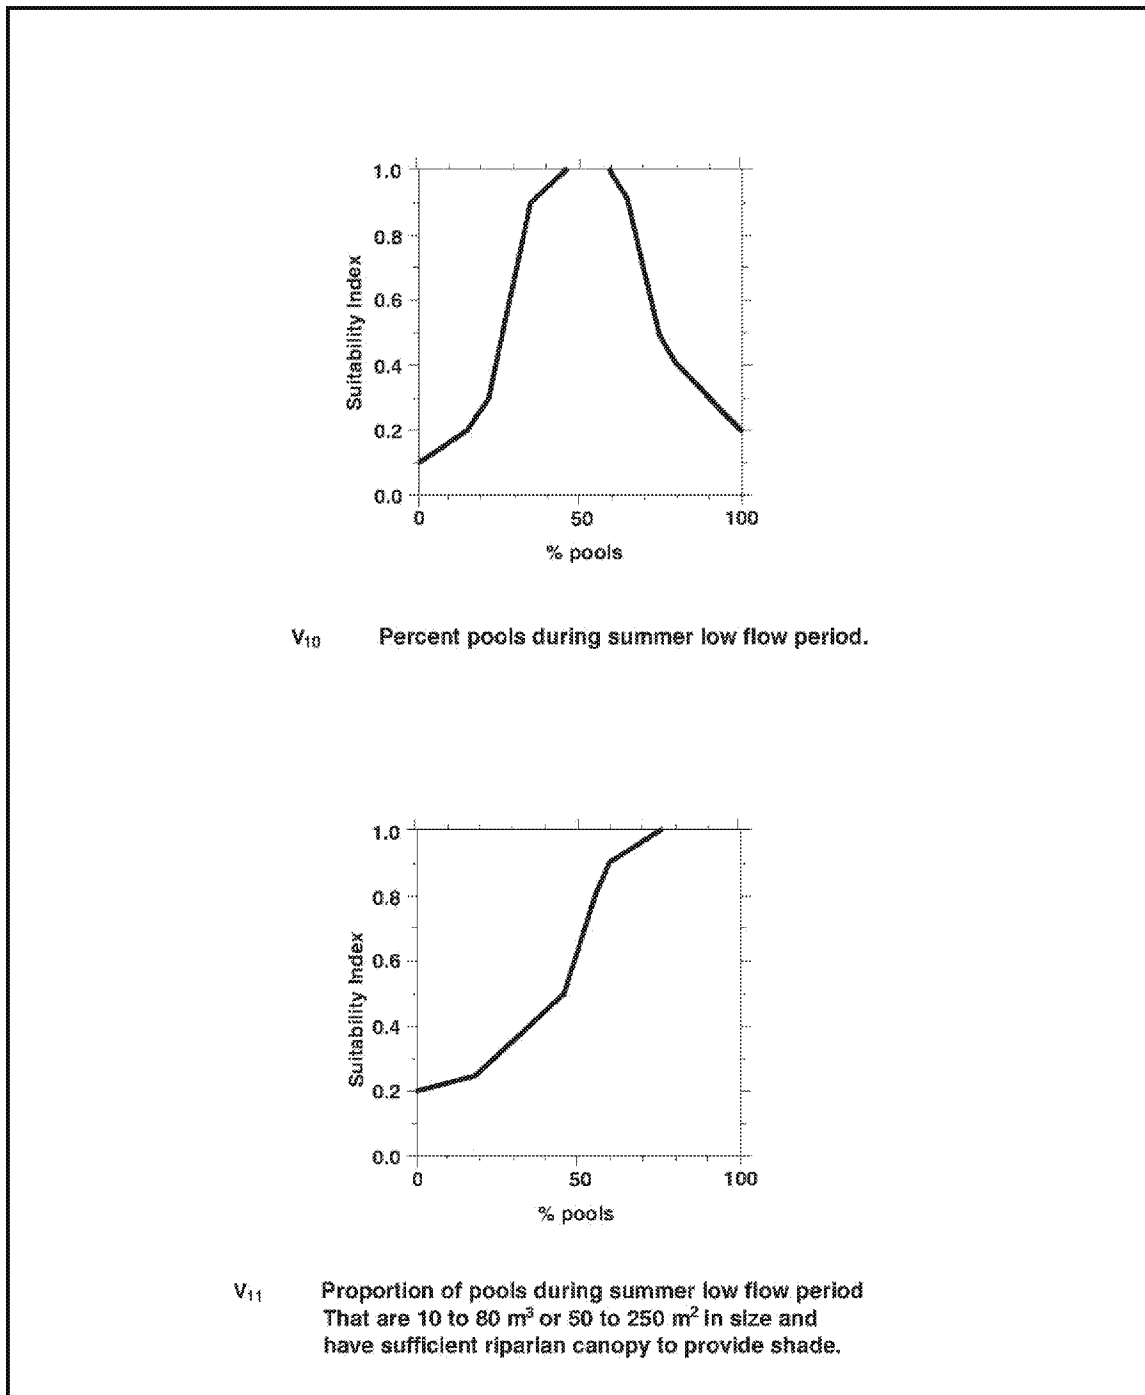 1.0
0.8
0.6
0.4
0.2
0.0
Suitability Index
0 50 100
% pools
V₁₀ Percent pools during summer low flow period.
1.0
0.8
0.6
0.4
0.2
0.0
Suitability Index
0 50 100
% pools
V₁₁ Proportion of pools during summer low flow period
That are 10 to 80 m³ or 50 to 250 m² in size and
have sufficient riparian canopy to provide shade.